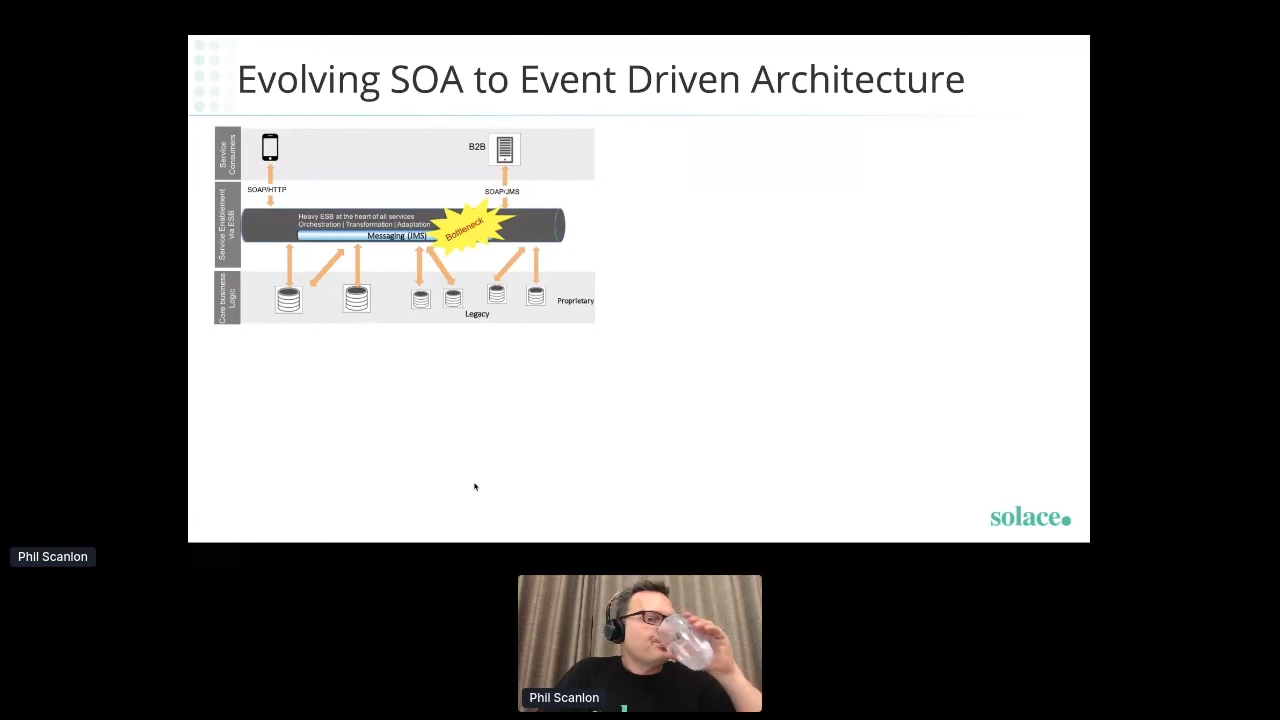 Evolving SOA to Event Driven Architecture
Service
Consumers
B2B
SOAP/HTTP
SOAP/JMS
Service Enablement
via ESB
Heavy ESB at the heart of all services
Orchestration | Transformation | Adaptation
Messaging (JMS)
Bottleneck
Core business
Logic
Proprietary
Legacy
solace.
Phil Scanlon
Phil Scanlon